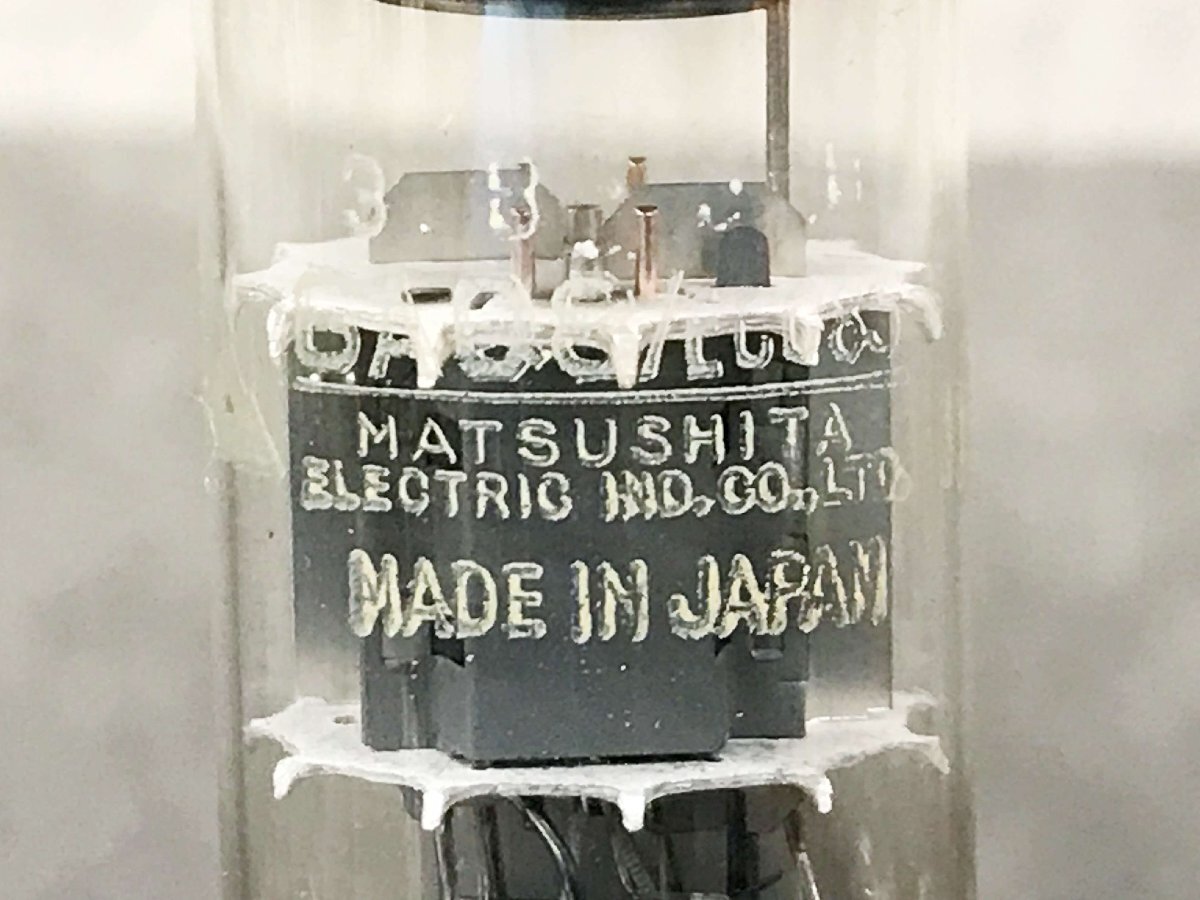 MATSUSHITA
ELECTRIC IND. CO., LTD
MADE IN JAPAN